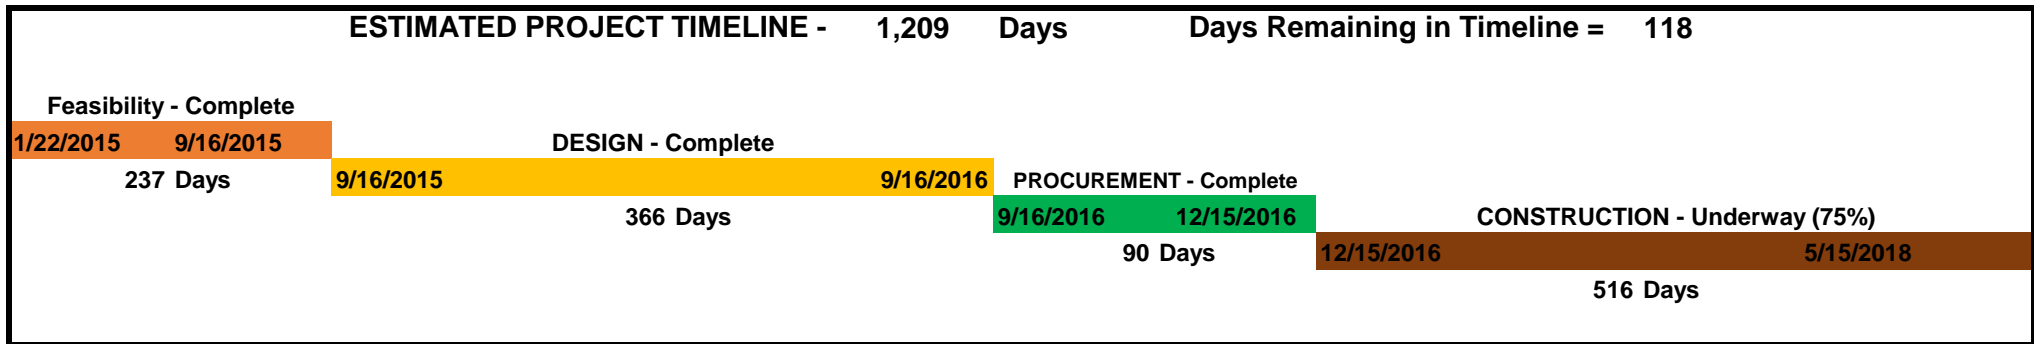 ESTIMATED PROJECT TIMELINE - 1,209 Days Days Remaining in Timeline = 118
Feasibility - Complete
1/22/2015 9/16/2015 DESIGN - Complete
237 Days 9/16/2015 9/16/2016 PROCUREMENT - Complete
366 Days 9/16/2016 12/15/2016 CONSTRUCTION - Underway (75%)
90 Days 12/15/2016 5/15/2018
516 Days